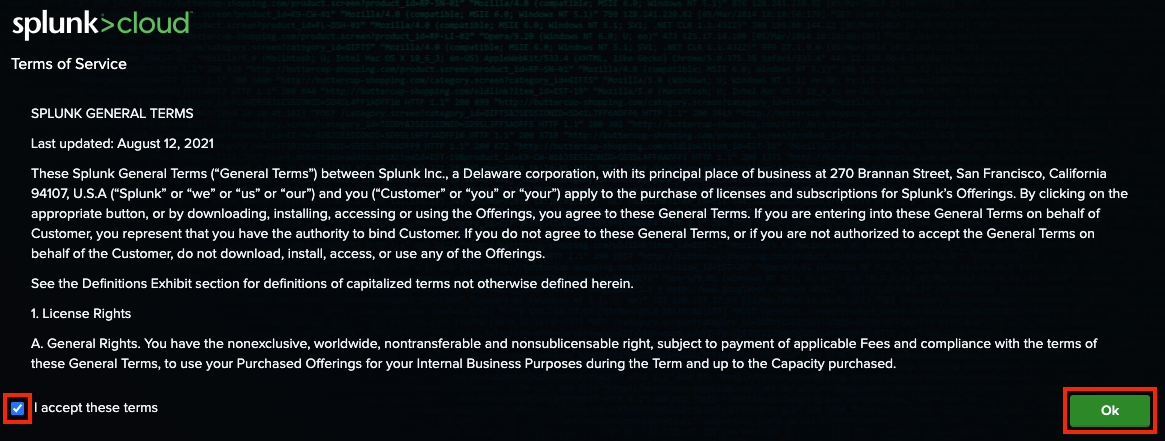 splunk>cloud
Terms of Service
SPLUNK GENERAL TERMS
Last updated: August 12, 2021
These Splunk General Terms (“General Terms”) between Splunk Inc., a Delaware corporation, with its principal place of business at 270 Brannan Street, San Francisco, California
94107, U.S.A (“Splunk” or “we” or “us” or “our”) and you (“Customer” or “you” or “your”) apply to the purchase of licenses and subscriptions for Splunk’s Offerings. By clicking on the
appropriate button, or by downloading, installing, accessing or using the Offerings, you agree to these General Terms. If you are entering into these General Terms on behalf of
Customer, you represent that you have the authority to bind Customer. If you do not agree to these General Terms, or if you are not authorized to accept the General Terms on
behalf of the Customer, do not download, install, access, or use any of the Offerings.
See the Definitions Exhibit section for definitions of capitalized terms not otherwise defined herein.
1. License Rights
A. General Rights. You have the nonexclusive, worldwide, nontransferable and nonsublicensable right, subject to payment of applicable Fees and compliance with the terms of
these General Terms, to use your Purchased Offerings for your Internal Business Purposes during the Term and up to the Capacity purchased.
I accept these terms
Ok